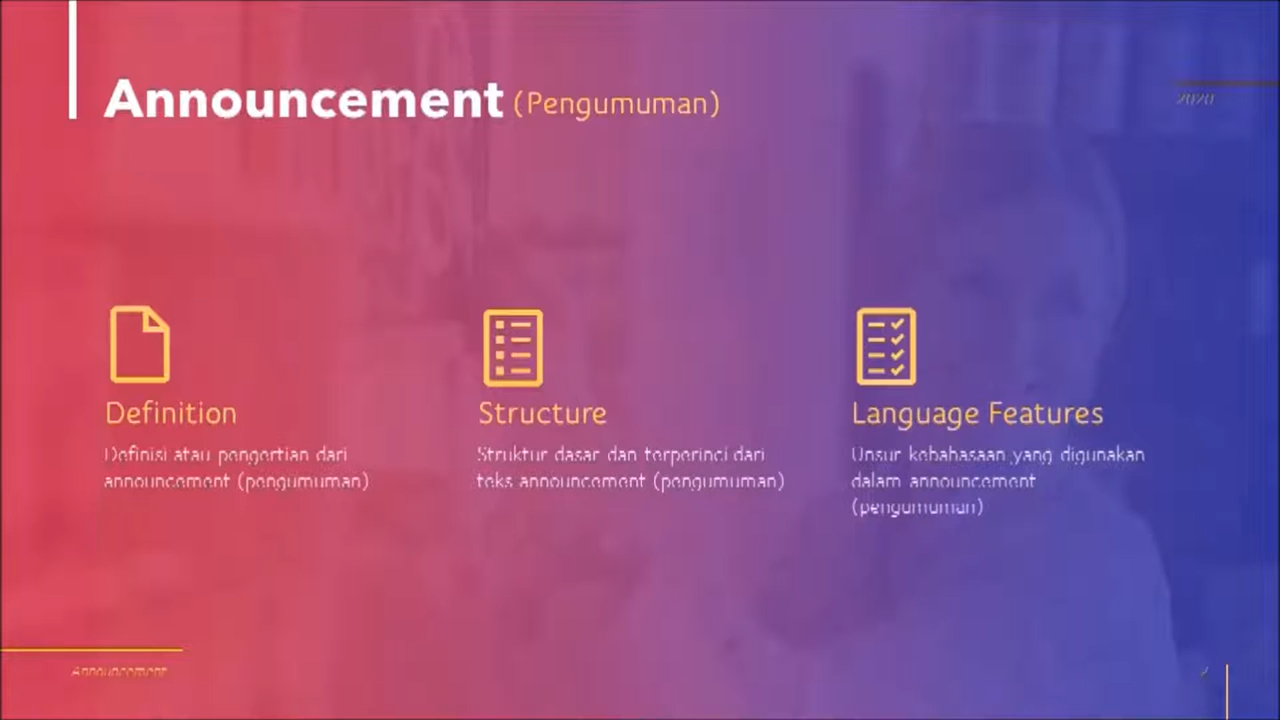 Announcement (Pengumuman)
2020
Definition
Definisi atau pengertian dari
announcement (pengumuman)
Structure
Struktur dasar dan terperinci dari
teks announcement (pengumuman)
Language Features
Unsur kebahasaan yang digunakan
dalam announcement
(pengumuman)
Announcement